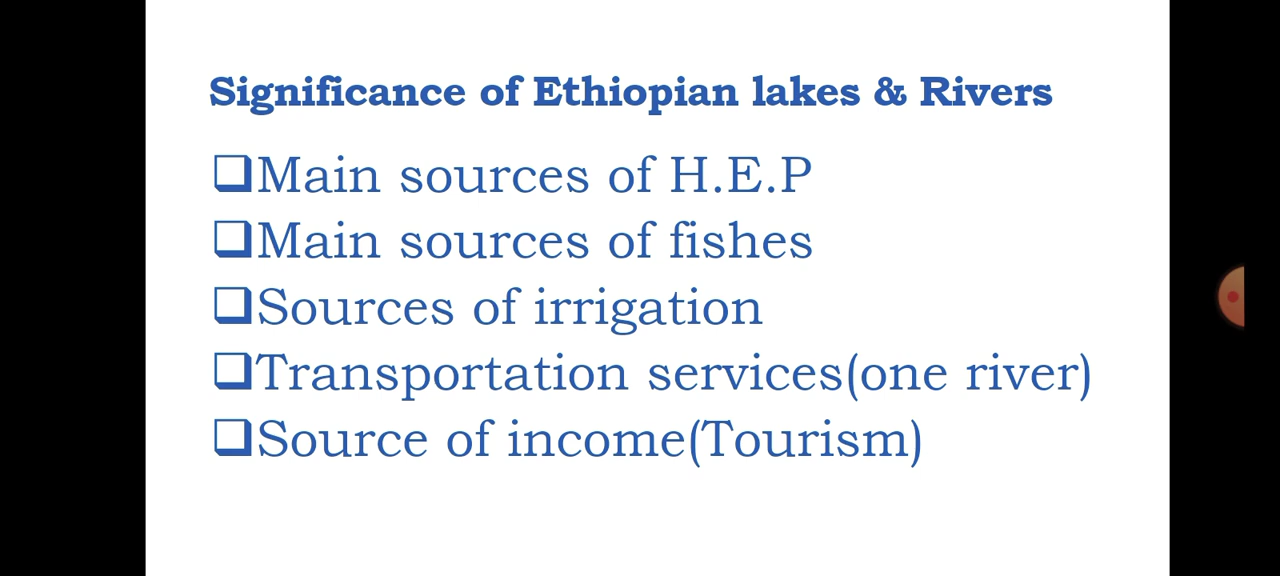 Significance of Ethiopian lakes & Rivers
❑Main sources of H.E.P
❑Main sources of fishes
❑Sources of irrigation
❑Transportation services(one river)
❑Source of income(Tourism)